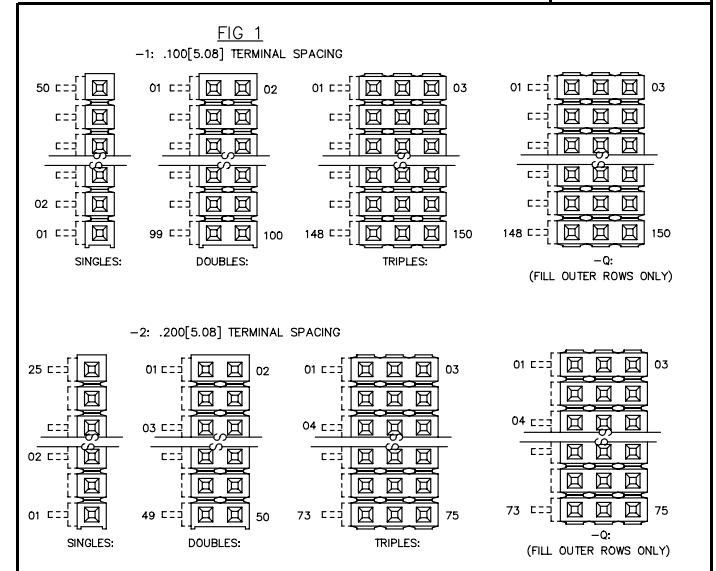 FIG 1
-1: .100[5.08] TERMINAL SPACING
50 01 02 01 03 01 03
02
01 99 100 148 150 148 150
SINGLES: DOUBLES: TRIPLES: -Q:
(FILL OUTER ROWS ONLY)
-2: .200[5.08] TERMINAL SPACING
25 01 02 01 03 01 03
03 04 04
02
01 49 50 73 75 73 75
SINGLES: DOUBLES: TRIPLES: -Q:
(FILL OUTER ROWS ONLY)